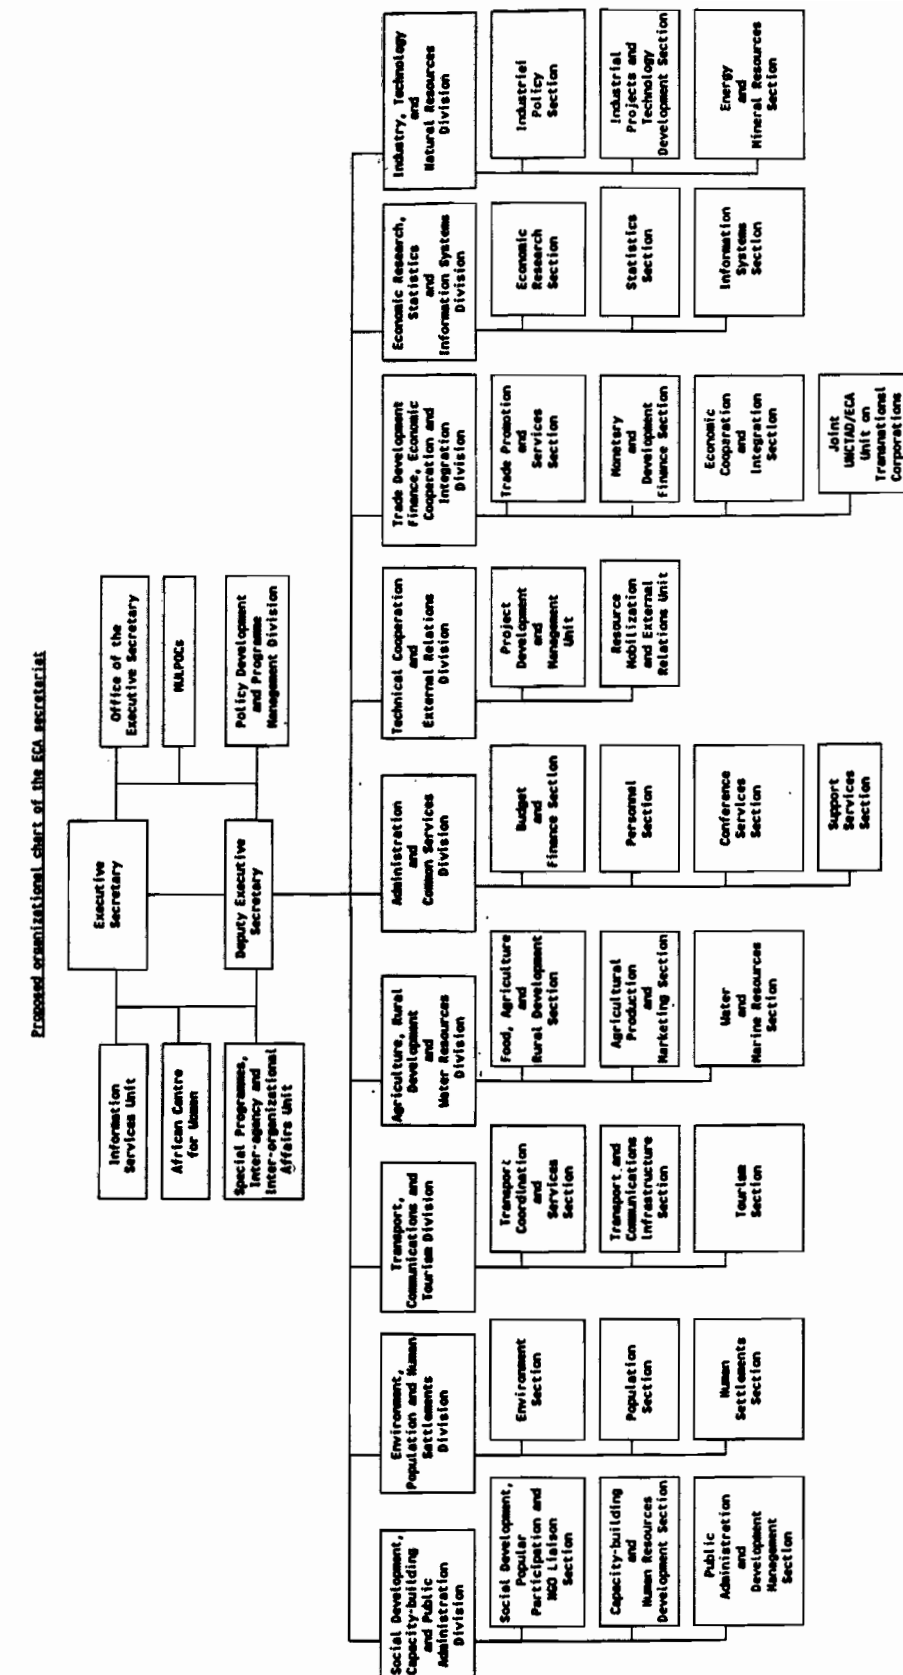 Proposed organizational chart of the ECA secretariat
Executive
Secretary
Deputy Executive
Secretary
Information
Services Unit
African Centre
for Women
Special Programmes,
Inter-agency and
Inter-organizational
Affairs Unit
Office of the
Executive Secretary
MULPOCs
Policy Development
and Programme
Management Division
Social Development,
Capacity-building
and Public
Administration
Division
Social Development,
Popular
Participation and
NGO Liaison
Section
Capacity-building
and
Human Resources
Development Section
Public
Administration
and
Development
Management
Section
Environment,
Population and Human
Settlements
Division
Environment
Section
Population
Section
Human
Settlements
Section
Transport,
Communications and
Tourism Division
Transport
Coordination
and
Services
Section
Transport and
Communications
Infrastructure
Section
Tourism
Section
Agriculture, Rural
Development
and
Water Resources
Division
Food, Agriculture
and
Rural Development
Section
Agricultural
Production
and
Marketing Section
Water
and
Marine Resources
Section
Administration
and
Common Services
Division
Budget
and
Finance Section
Personnel
Section
Conference
Services
Section
Support
Services
Section
Technical Cooperation
and
External Relations
Division
Project
Development
and
Management
Unit
Resource
Mobilization
and External
Relations Unit
Trade Development
Finance, Economic
Cooperation and
Integration
Division
Trade Promotion
and
Services
Section
Monetsry
and
Development
Finance Section
Economic
Cooperation
and
Integration
Section
Joint
UNCTAD/ECA
Unit on
Transnational
Corporations
Economic Research,
Statistics
and
Information Systems
Division
Economic
Research
Section
Statistics
Section
Information
Systems
Section
Industry, Technology
and
Natural Resources
Division
Industriel
Policy
Section
Industrial
Projects and
Technology
Development Section
Energy
and
Mineral Resources
Section